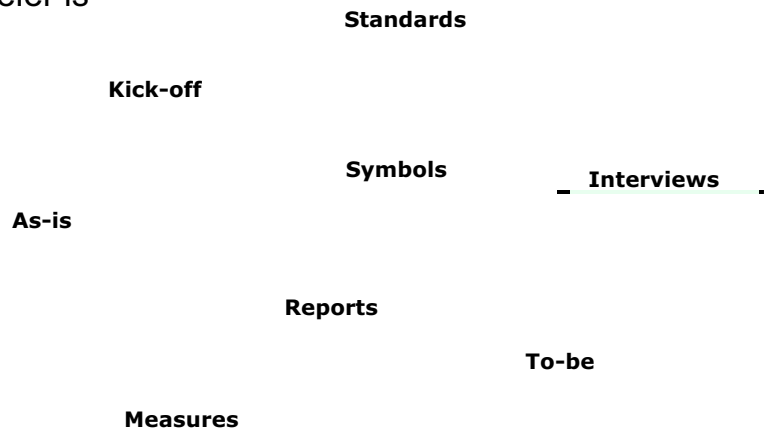 Standards
Kick-off
Symbols
Interviews
As-is
Reports
To-be
Measures